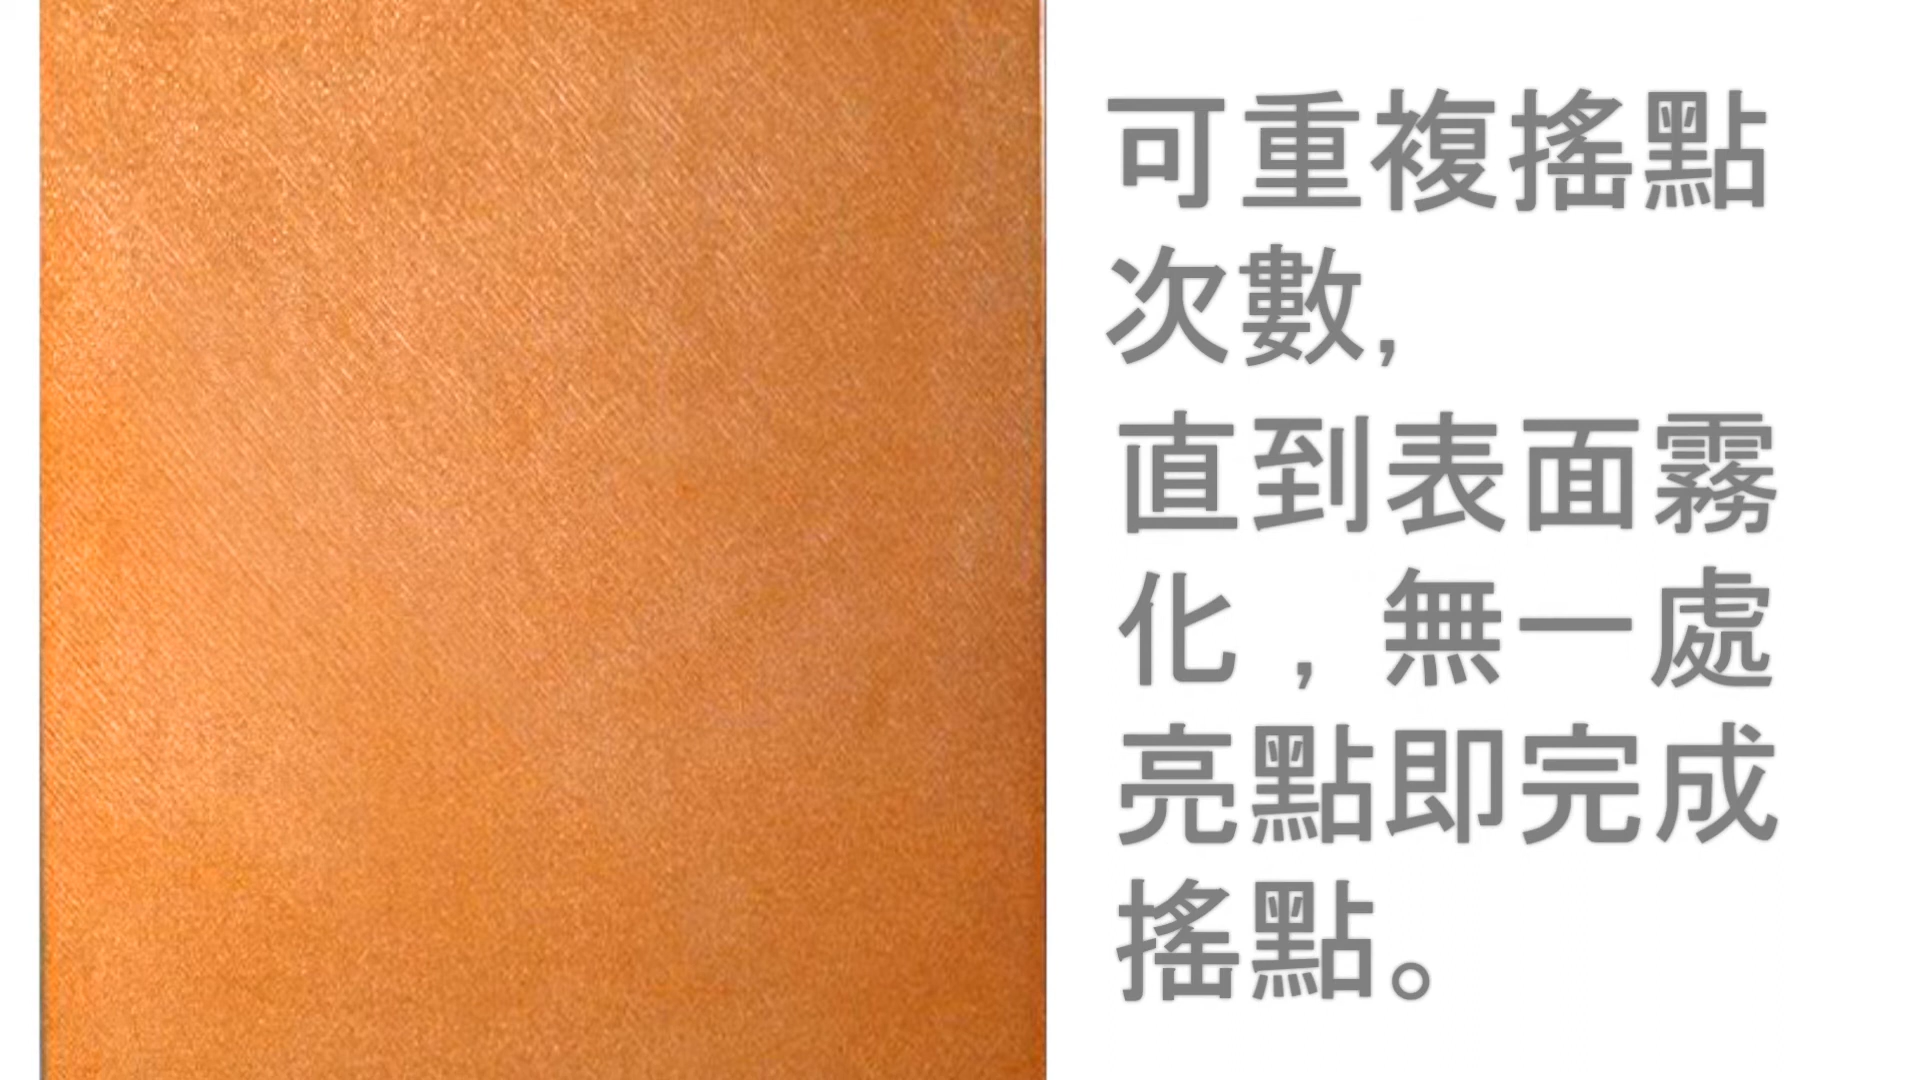 可重複搖點
次數,
直到表面霧
化，無一處
亮點即完成
搖點。